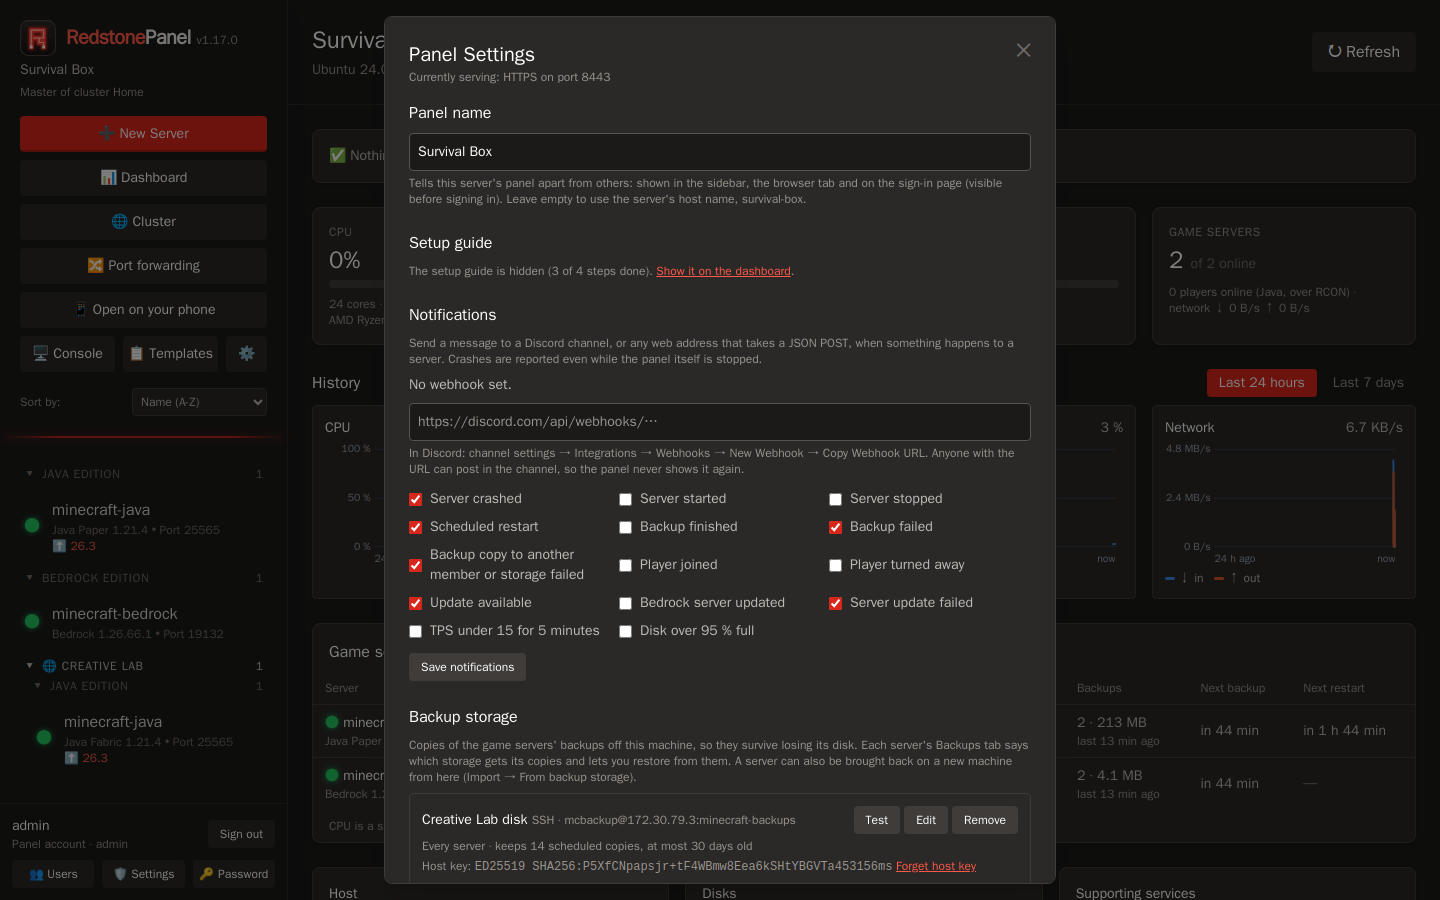 RedstonePanel v1.17.0
Survival Box
Master of cluster Home
➕ New Server
📊 Dashboard
🌐 Cluster
🔀 Port forwarding
📱 Open on your phone
🖥️ Console
📋 Templates
⚙️
Sort by:
Name (A-Z)
JAVA EDITION 1
minecraft-java
Java Paper 1.21.4 • Port 25565
⬆️ 26.3
BEDROCK EDITION 1
minecraft-bedrock
Bedrock 1.26.66.1 • Port 19132
🌐 CREATIVE LAB 1
JAVA EDITION 1
minecraft-java
Java Fabric 1.21.4 • Port 25565
⬆️ 26.3
admin
Panel account · admin
Sign out
👥 Users
🛡️ Settings
🔑 Password
Surviva
Ubuntu 24.0
↻ Refresh
✅ Nothin
CPU
0%
24 cores ·
AMD Ryze
GAME SERVERS
2 of 2 online
0 players online (Java, over RCON) ·
network ↓ 0 B/s ↑ 0 B/s
History
Last 24 hours
Last 7 days
CPU
3 %
100 %
50 %
0 %
24
now
Network
6.7 KB/s
4.8 MB/s
2.4 MB/s
0 B/s
24 h ago
now
↓ in
↑ out
Game s
Server
Backups
Next backup
Next restart
minecr
Java Paper
2 · 213 MB
last 13 min ago
in 44 min
in 1 h 44 min
minecr
Bedrock 1.2
2 · 4.1 MB
last 13 min ago
in 44 min
—
CPU is a s
Host
Disks
Supporting services
Panel Settings
Currently serving: HTTPS on port 8443
Panel name
Survival Box
Tells this server's panel apart from others: shown in the sidebar, the browser tab and on the sign-in page (visible
before signing in). Leave empty to use the server's host name, survival-box.
Setup guide
The setup guide is hidden (3 of 4 steps done). Show it on the dashboard.
Notifications
Send a message to a Discord channel, or any web address that takes a JSON POST, when something happens to a
server. Crashes are reported even while the panel itself is stopped.
No webhook set.
https://discord.com/api/webhooks/···
In Discord: channel settings → Integrations → Webhooks → New Webhook → Copy Webhook URL. Anyone with the
URL can post in the channel, so the panel never shows it again.
Server crashed
Server started
Server stopped
Scheduled restart
Backup finished
Backup failed
Backup copy to another
member or storage failed
Player joined
Player turned away
Update available
Bedrock server updated
Server update failed
TPS under 15 for 5 minutes
Disk over 95 % full
Save notifications
Backup storage
Copies of the game servers' backups off this machine, so they survive losing its disk. Each server's Backups tab says
which storage gets its copies and lets you restore from them. A server can also be brought back on a new machine
from here (Import → From backup storage).
Creative Lab disk SSH · mcbackup@172.30.79.3:minecraft-backups
Test
Edit
Remove
Every server · keeps 14 scheduled copies, at most 30 days old
Host key: ED25519 SHA256:P5XfCNpapsjr+tF4WBmw8Eea6kSHtYBGVTa453156ms Forget host key